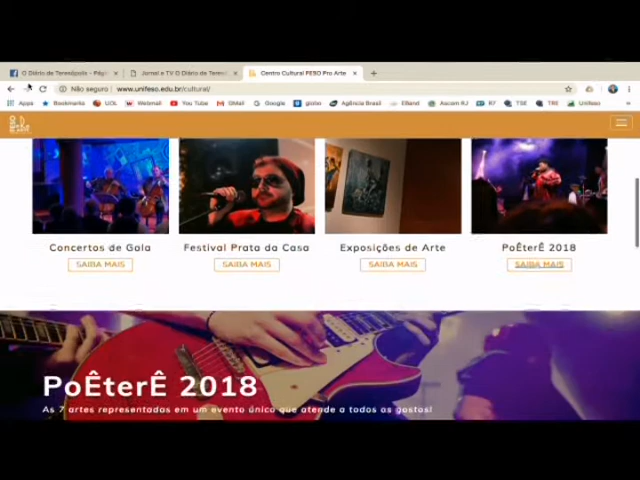 O Diário de Teresópolis - Pági
Jornal e TV O Diário de Teresó
Centro Cultural FESO Pro Arte
Não seguro
www.unifeso.edu.br/cultural/
Apps
Bookmarks
UOL
Webmail
You Tube
GMail
Google
globo
Agência Brasil
Ascom RJ
R7
TSE
TRE
Unifeso
Concertos de Gala
Festival Prata da Casa
Exposições de Arte
PoÊterÊ 2018
SAIBA MAIS
SAIBA MAIS
SAIBA MAIS
SAIBA MAIS
PoÊterÊ 2018
As 7 artes representadas em um evento único que atende a todos os gostos!